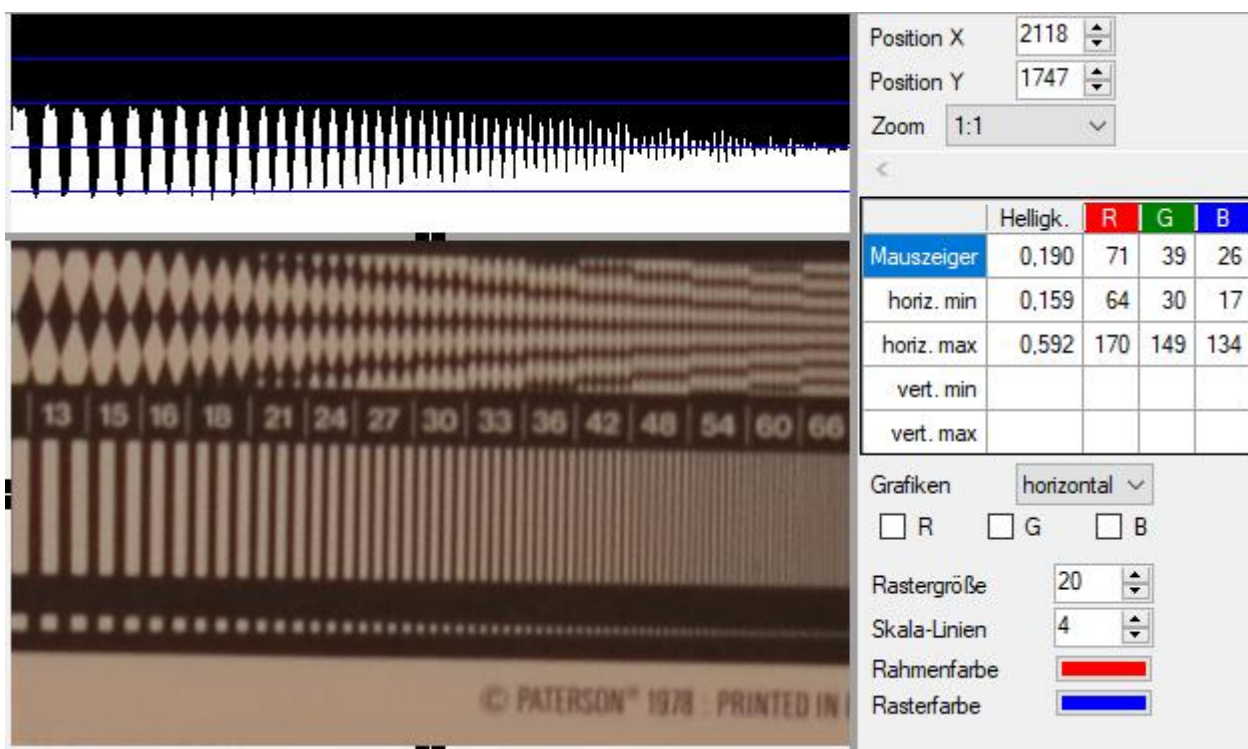 Position X 2118
Position Y 1747
Zoom 1:1
<
Helligk. R G B
Mauszeiger 0,190 71 39 26
horiz. min 0,159 64 30 17
horiz. max 0,592 170 149 134
vert. min
vert. max
13 15 16 18 21 24 27 30 33 36 42 48 54 60 66
Grafiken horizontal
R G B
Rastergröße 20
Skala-Linien 4
Rahmenfarbe
Rasterfarbe
© PATERSON 1978 : PRINTED IN